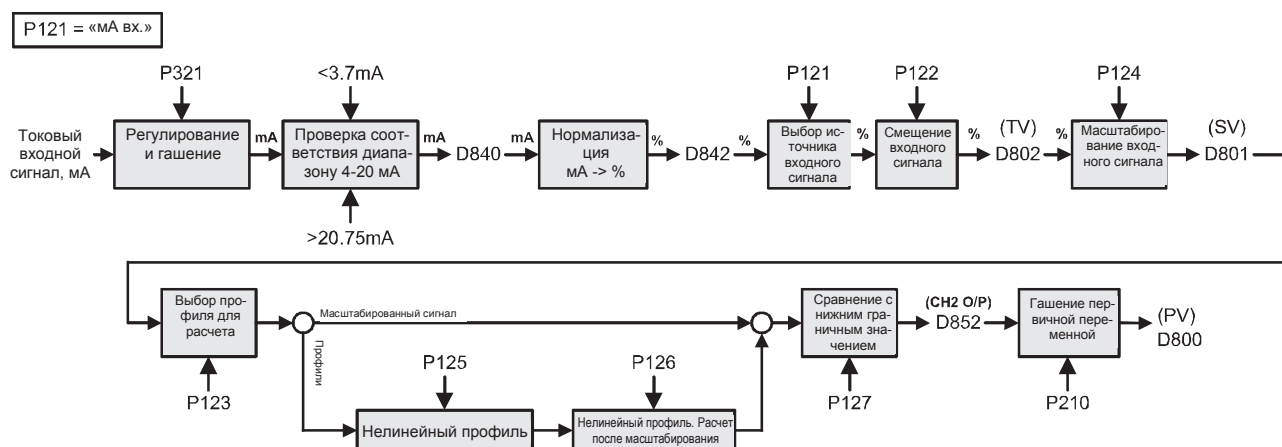 P121 = «мА вх.»
P321
<3.7mA
P121
P122
P124
Токовый
входной
сигнал, мА
Регулирование
и гашение
mA
Проверка соот-
ветствия диапа-
зону 4-20 мА
mA
D840
mA
Нормализа-
ция
мА -> %
%
D842
%
Выбор ис-
точника
входного
сигнала
%
Смещение
входного
сигнала
%
(TV)
D802
%
Масштабиро-
вание вход-
ного сигнала
(SV)
D801
>20.75mA
Выбор про-
филя для
расчета
Масштабированный сигнал
Профили
Сравнение с
нижним гра-
ничным зна-
чением
(CH2 O/P)
D852
Гашение пер-
вичной пере-
менной
(PV)
D800
P123
P125
P126
P127
P210
Нелинейный профиль
Нелинейный профиль. Расчет
после масштабирования